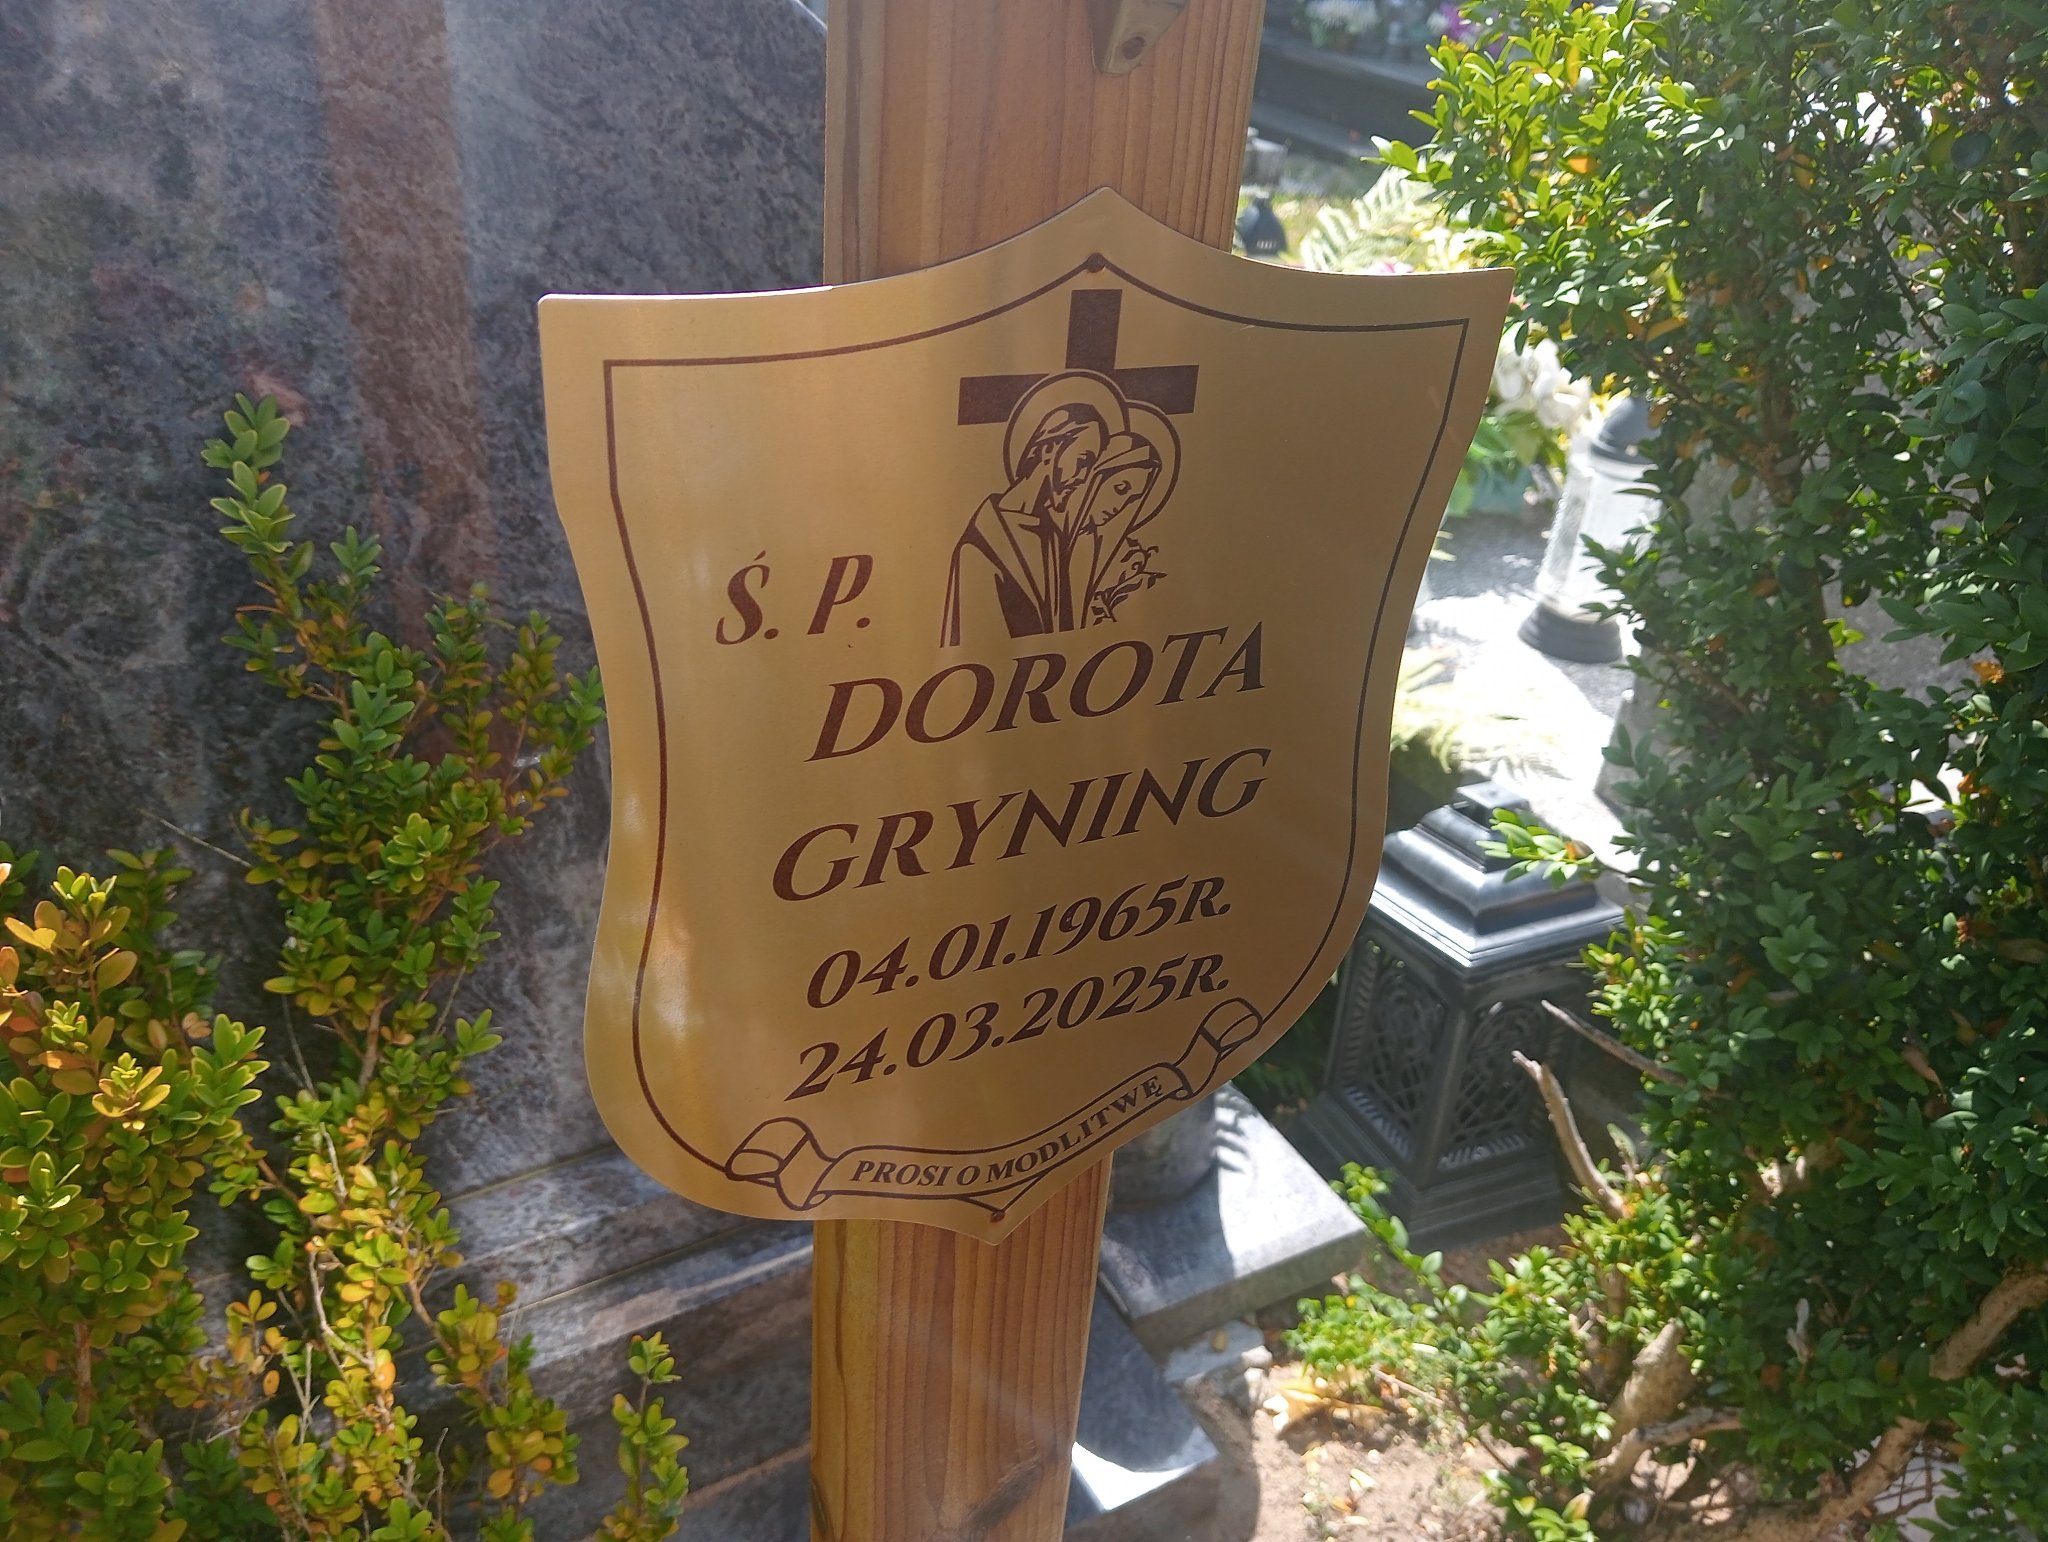 Ś. P.
DOROTA
GRYNING
04.01.1965R.
24.03.2025R.
PROSI O MODLITWĘ